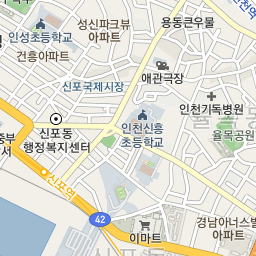 성신파크뷰
아파트
용동큰우물
인성초등학교
건흥아파트
애관극장
신포국제시장
인천기독병원
신포동
행정복지센터
인천신흥
초등학교
율목공원
중부
서
신포역
42
이마트
경남아너스빌
아파트